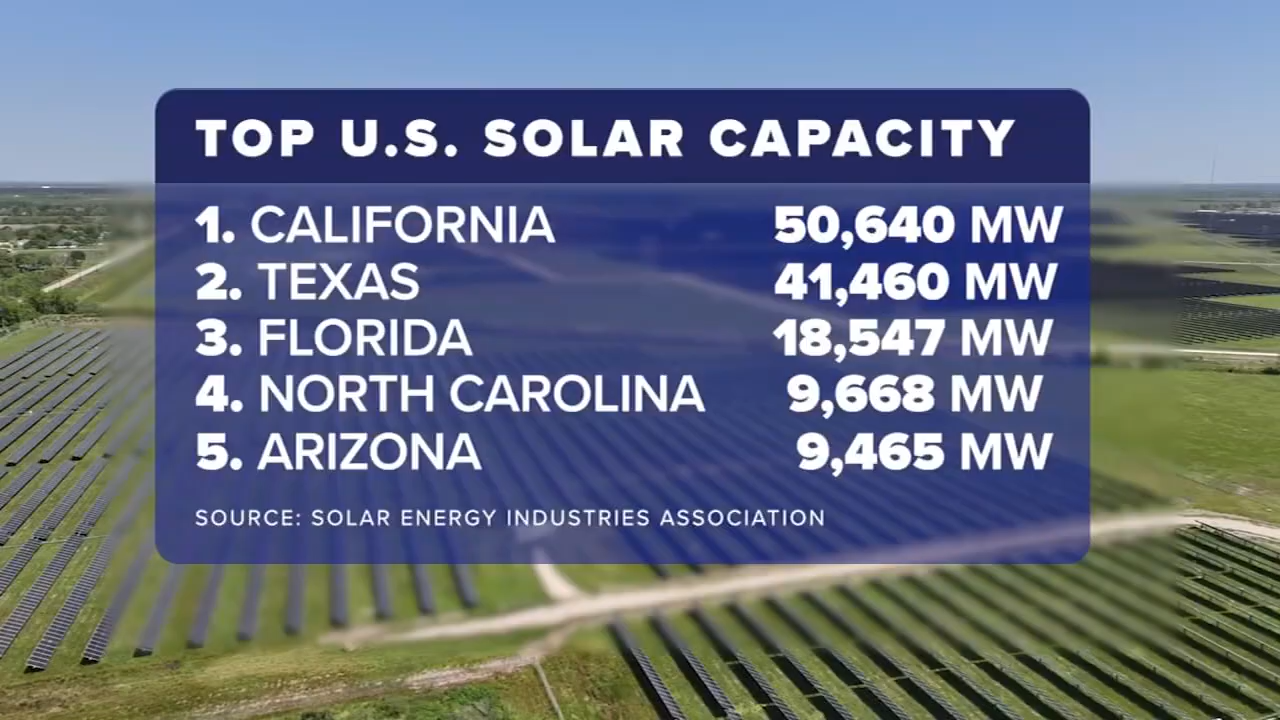 TOP U.S. SOLAR CAPACITY
1. CALIFORNIA 50,640 MW
2. TEXAS 41,460 MW
3. FLORIDA 18,547 MW
4. NORTH CAROLINA 9,668 MW
5. ARIZONA 9,465 MW
SOURCE: SOLAR ENERGY INDUSTRIES ASSOCIATION